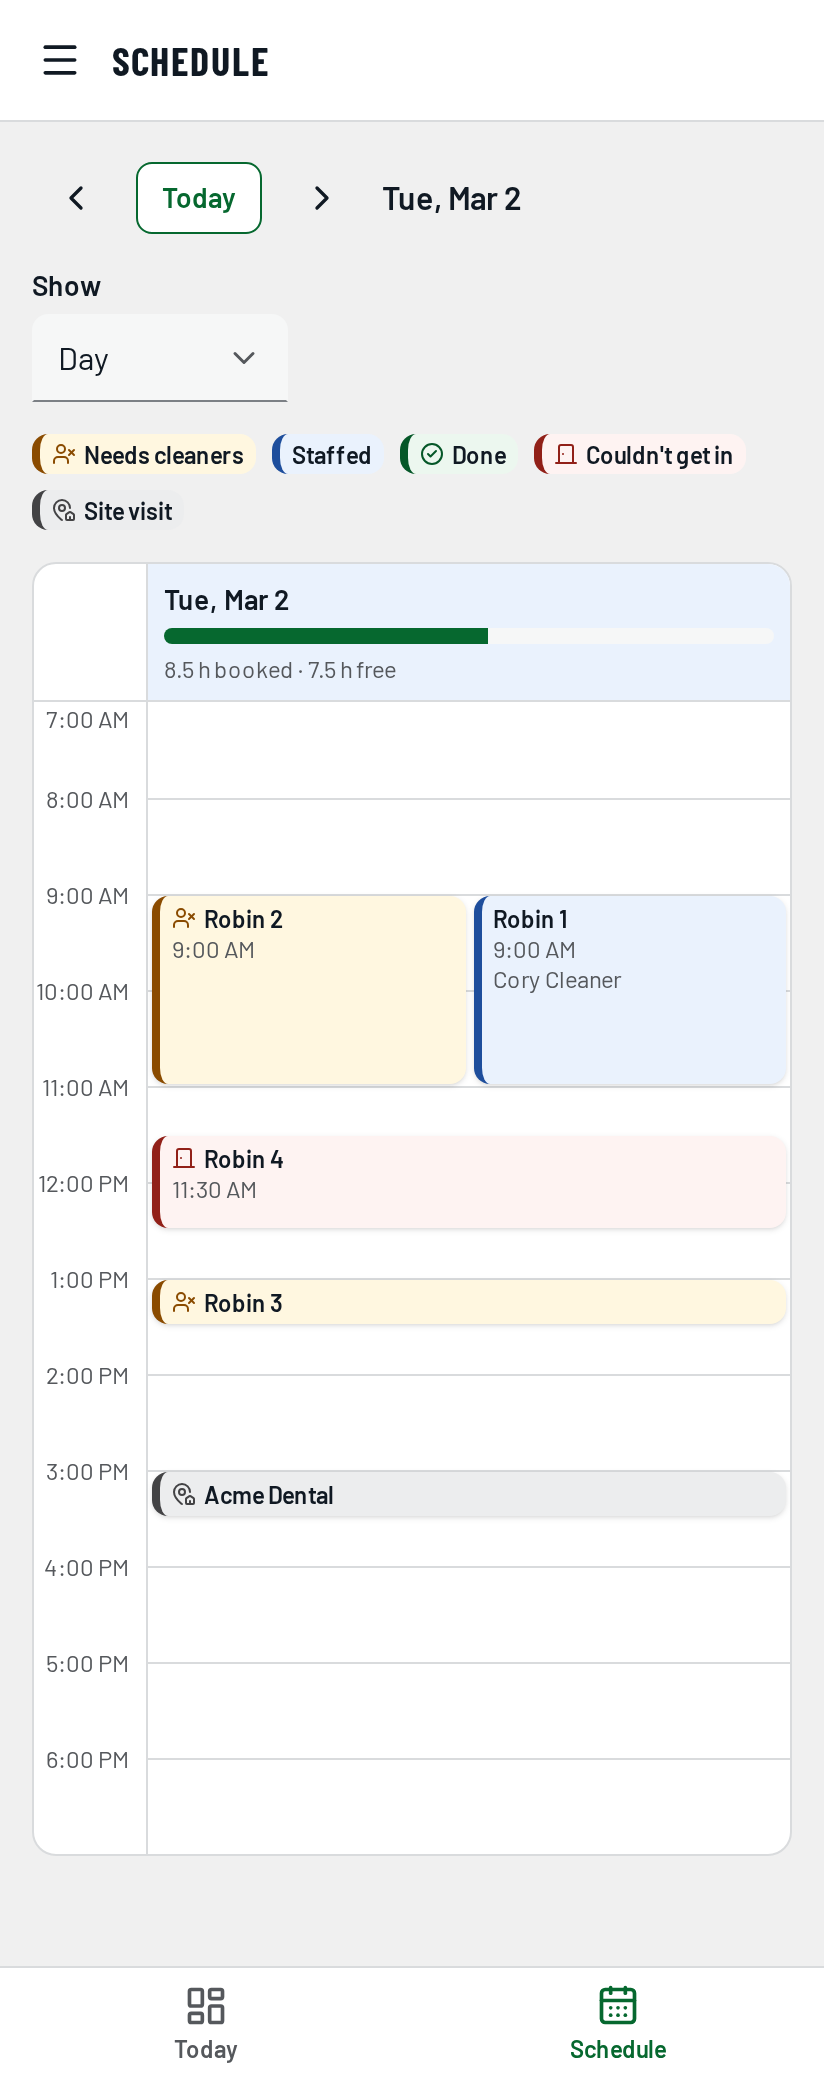 SCHEDULE
Today
Tue, Mar 2
Show
Day
Needs cleaners
Staffed
Done
Couldn't get in
Site visit
Tue, Mar 2
8.5 h booked · 7.5 h free
7:00 AM
8:00 AM
9:00 AM
Robin 2
9:00 AM
Robin 1
9:00 AM
Cory Cleaner
10:00 AM
11:00 AM
Robin 4
11:30 AM
12:00 PM
1:00 PM
Robin 3
2:00 PM
3:00 PM
Acme Dental
4:00 PM
5:00 PM
6:00 PM
Today
Schedule